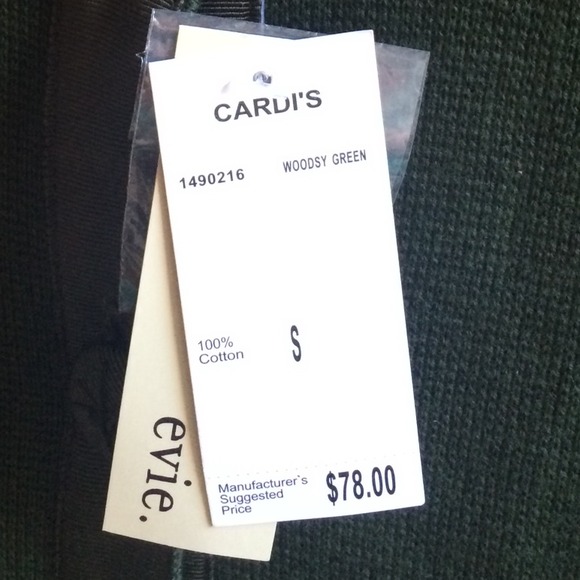 CARDI'S
1490216 WOODSY GREEN
100%
Cotton
S
Manufacturer`s
Suggested
Price
$78.00
evie.